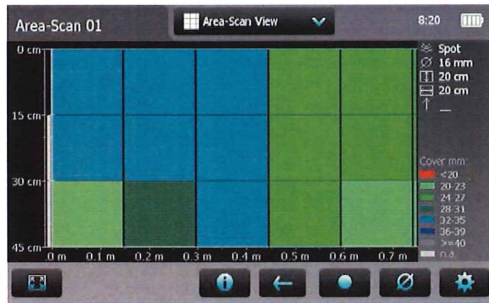 Area-Scan 01
Area-Scan View
8:20
Spot
Ø 16 mm
20 cm
20 cm
0 cm
15 cm
30 cm
45 cm
.0 m 0.1 m 0.2 m 0.3 m 0.4 m 0.5 m 0.6 m 0.7 m
Cover mm:
<20
20-23
24-27
28-31
32-35
36-39
>=40
n.a.